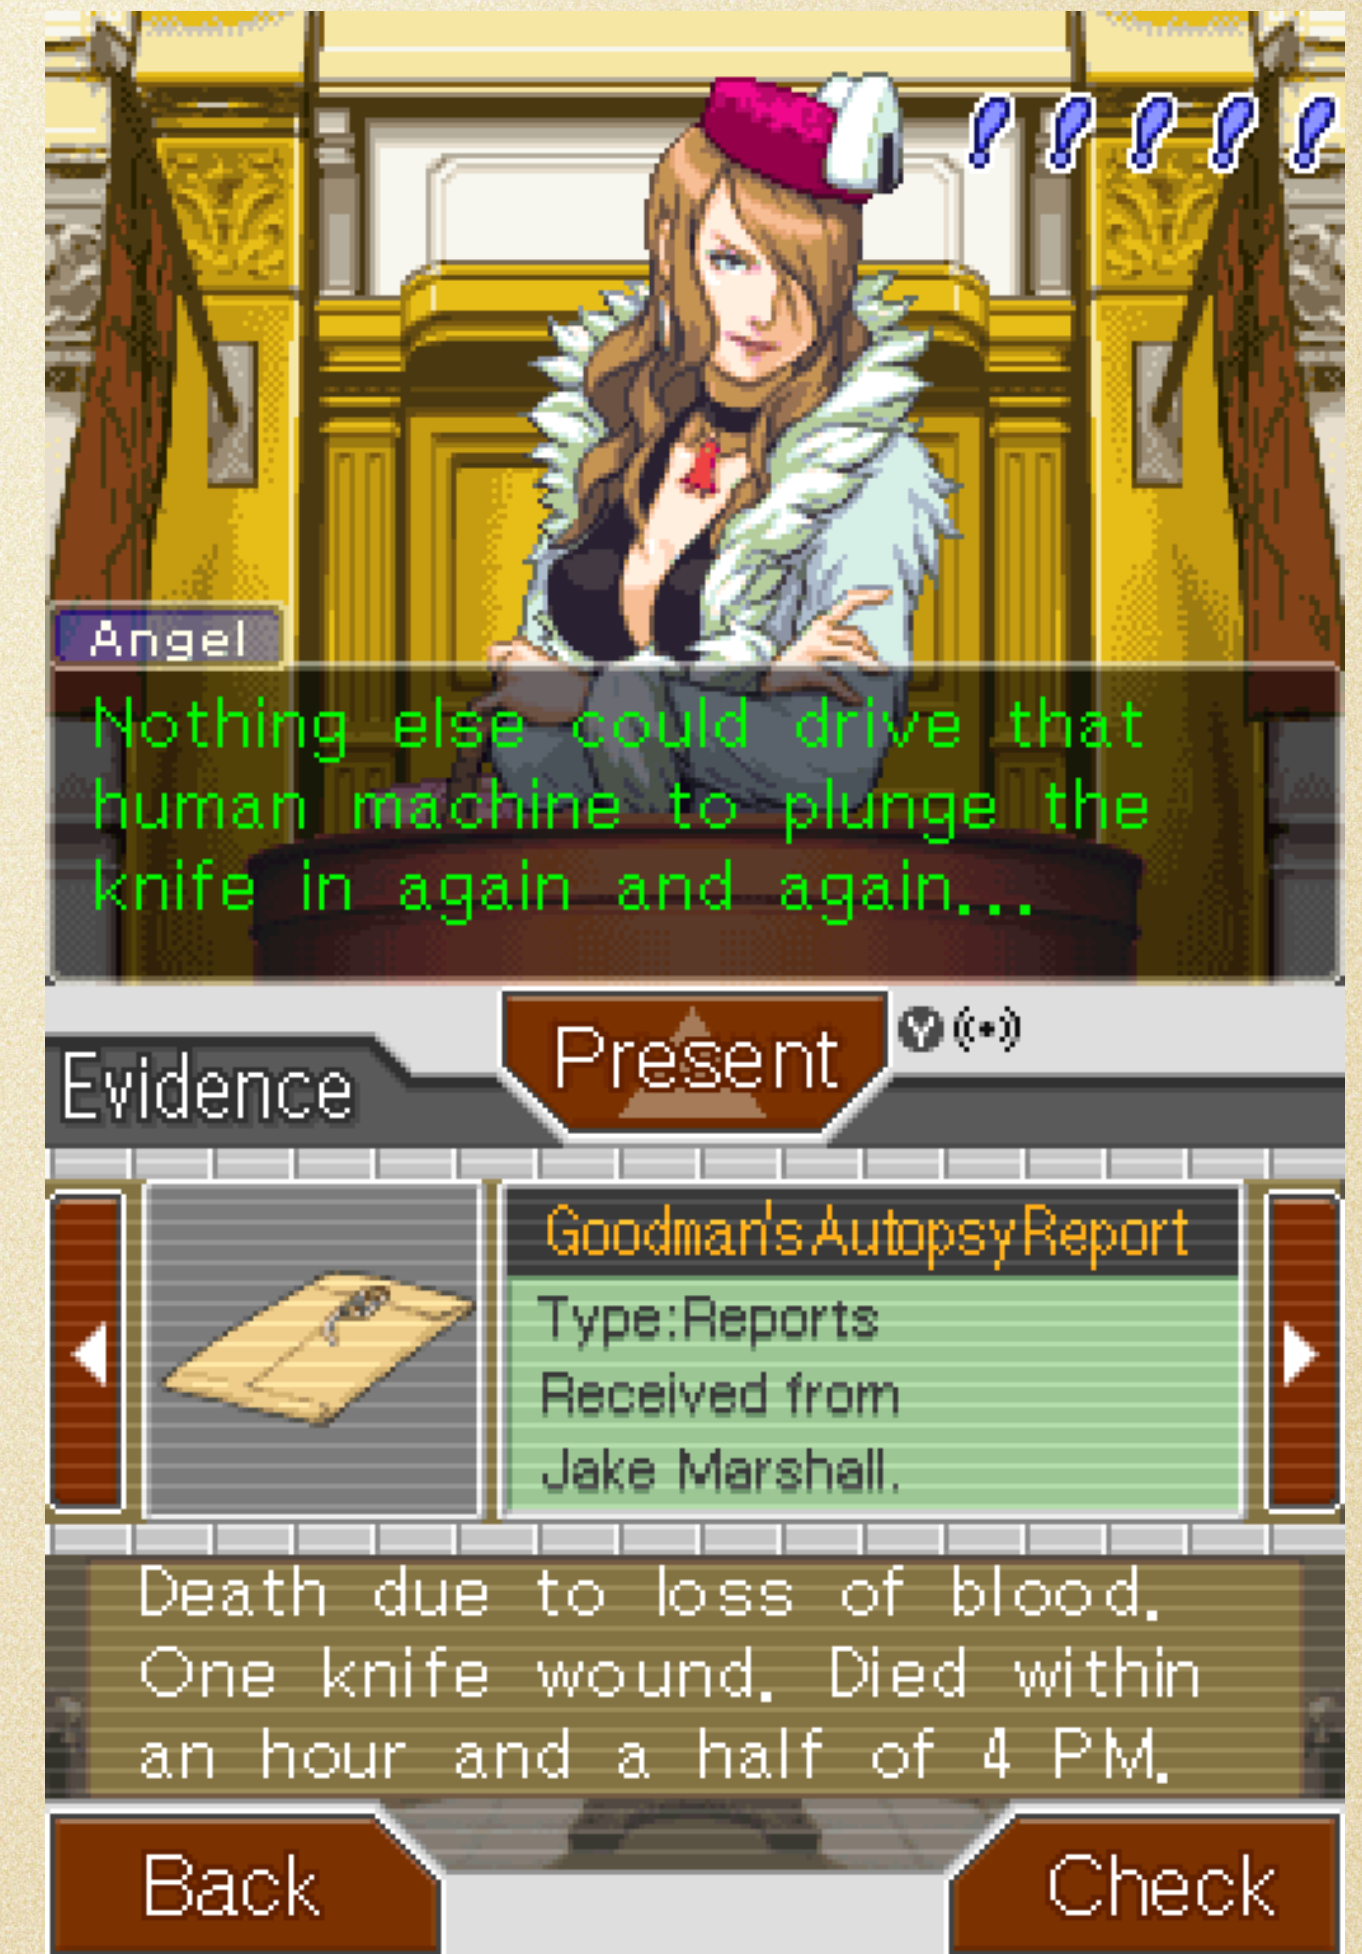 Angel
Nothing else could drive that
human machine to plunge the
knife in again and again...
Present
Y
Evidence
Goodman's Autopsy Report
Type:Reports
Received from
Jake Marshall.
Death due to loss of blood.
One knife wound. Died within
an hour and a half of 4 PM.
Back
Check